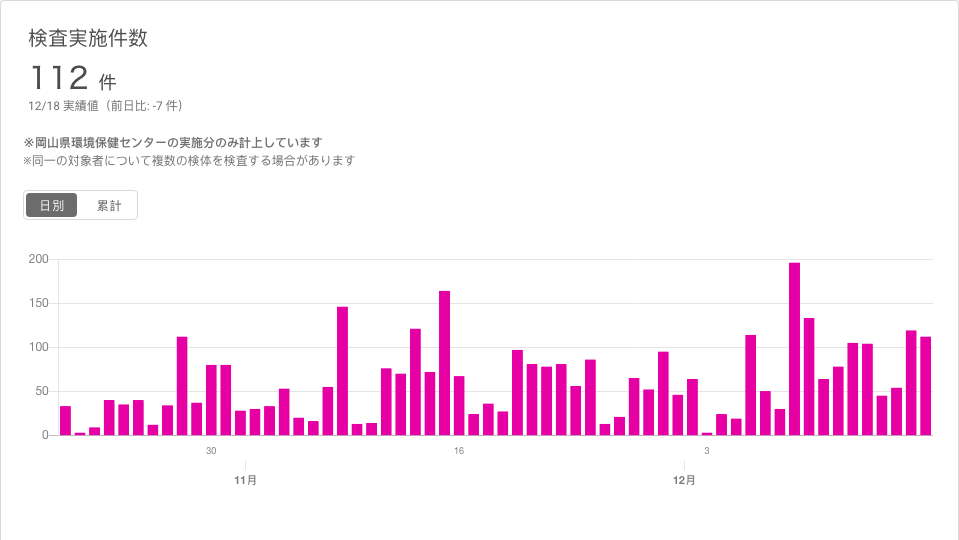 検査実施件数
112 件
12/18 実績値（前日比: -7 件）
※岡山県環境保健センターの実施分のみ計上しています
※同一の対象者について複数の検体を検査する場合があります
日別 累計
200
150
100
50
0
30 16 3
11月 12月